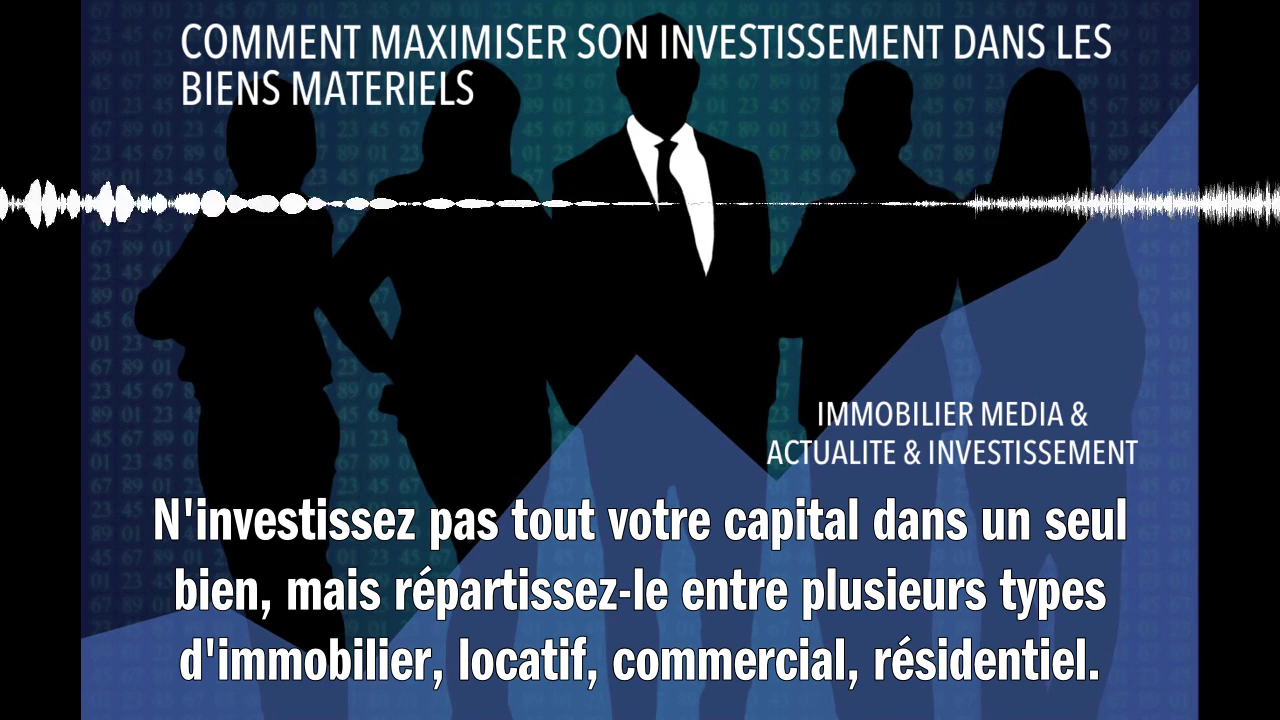 COMMENT MAXIMISER SON INVESTISSEMENT DANS LES
BIENS MATERIELS
IMMOBILIER MEDIA &
ACTUALITE & INVESTISSEMENT
N'investissez pas tout votre capital dans un seul
bien, mais répartissez-le entre plusieurs types
d'immobilier, locatif, commercial, résidentiel.